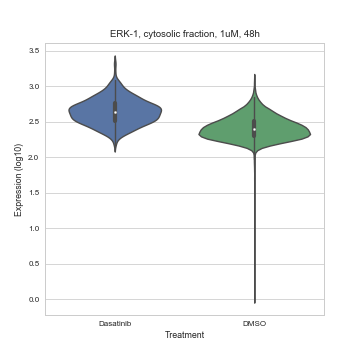 ERK-1, cytosolic fraction, 1uM, 48h
3.5
3.0
2.5
2.0
1.5
1.0
0.5
0.0
Expression (log10)
Dasatinib
DMSO
Treatment